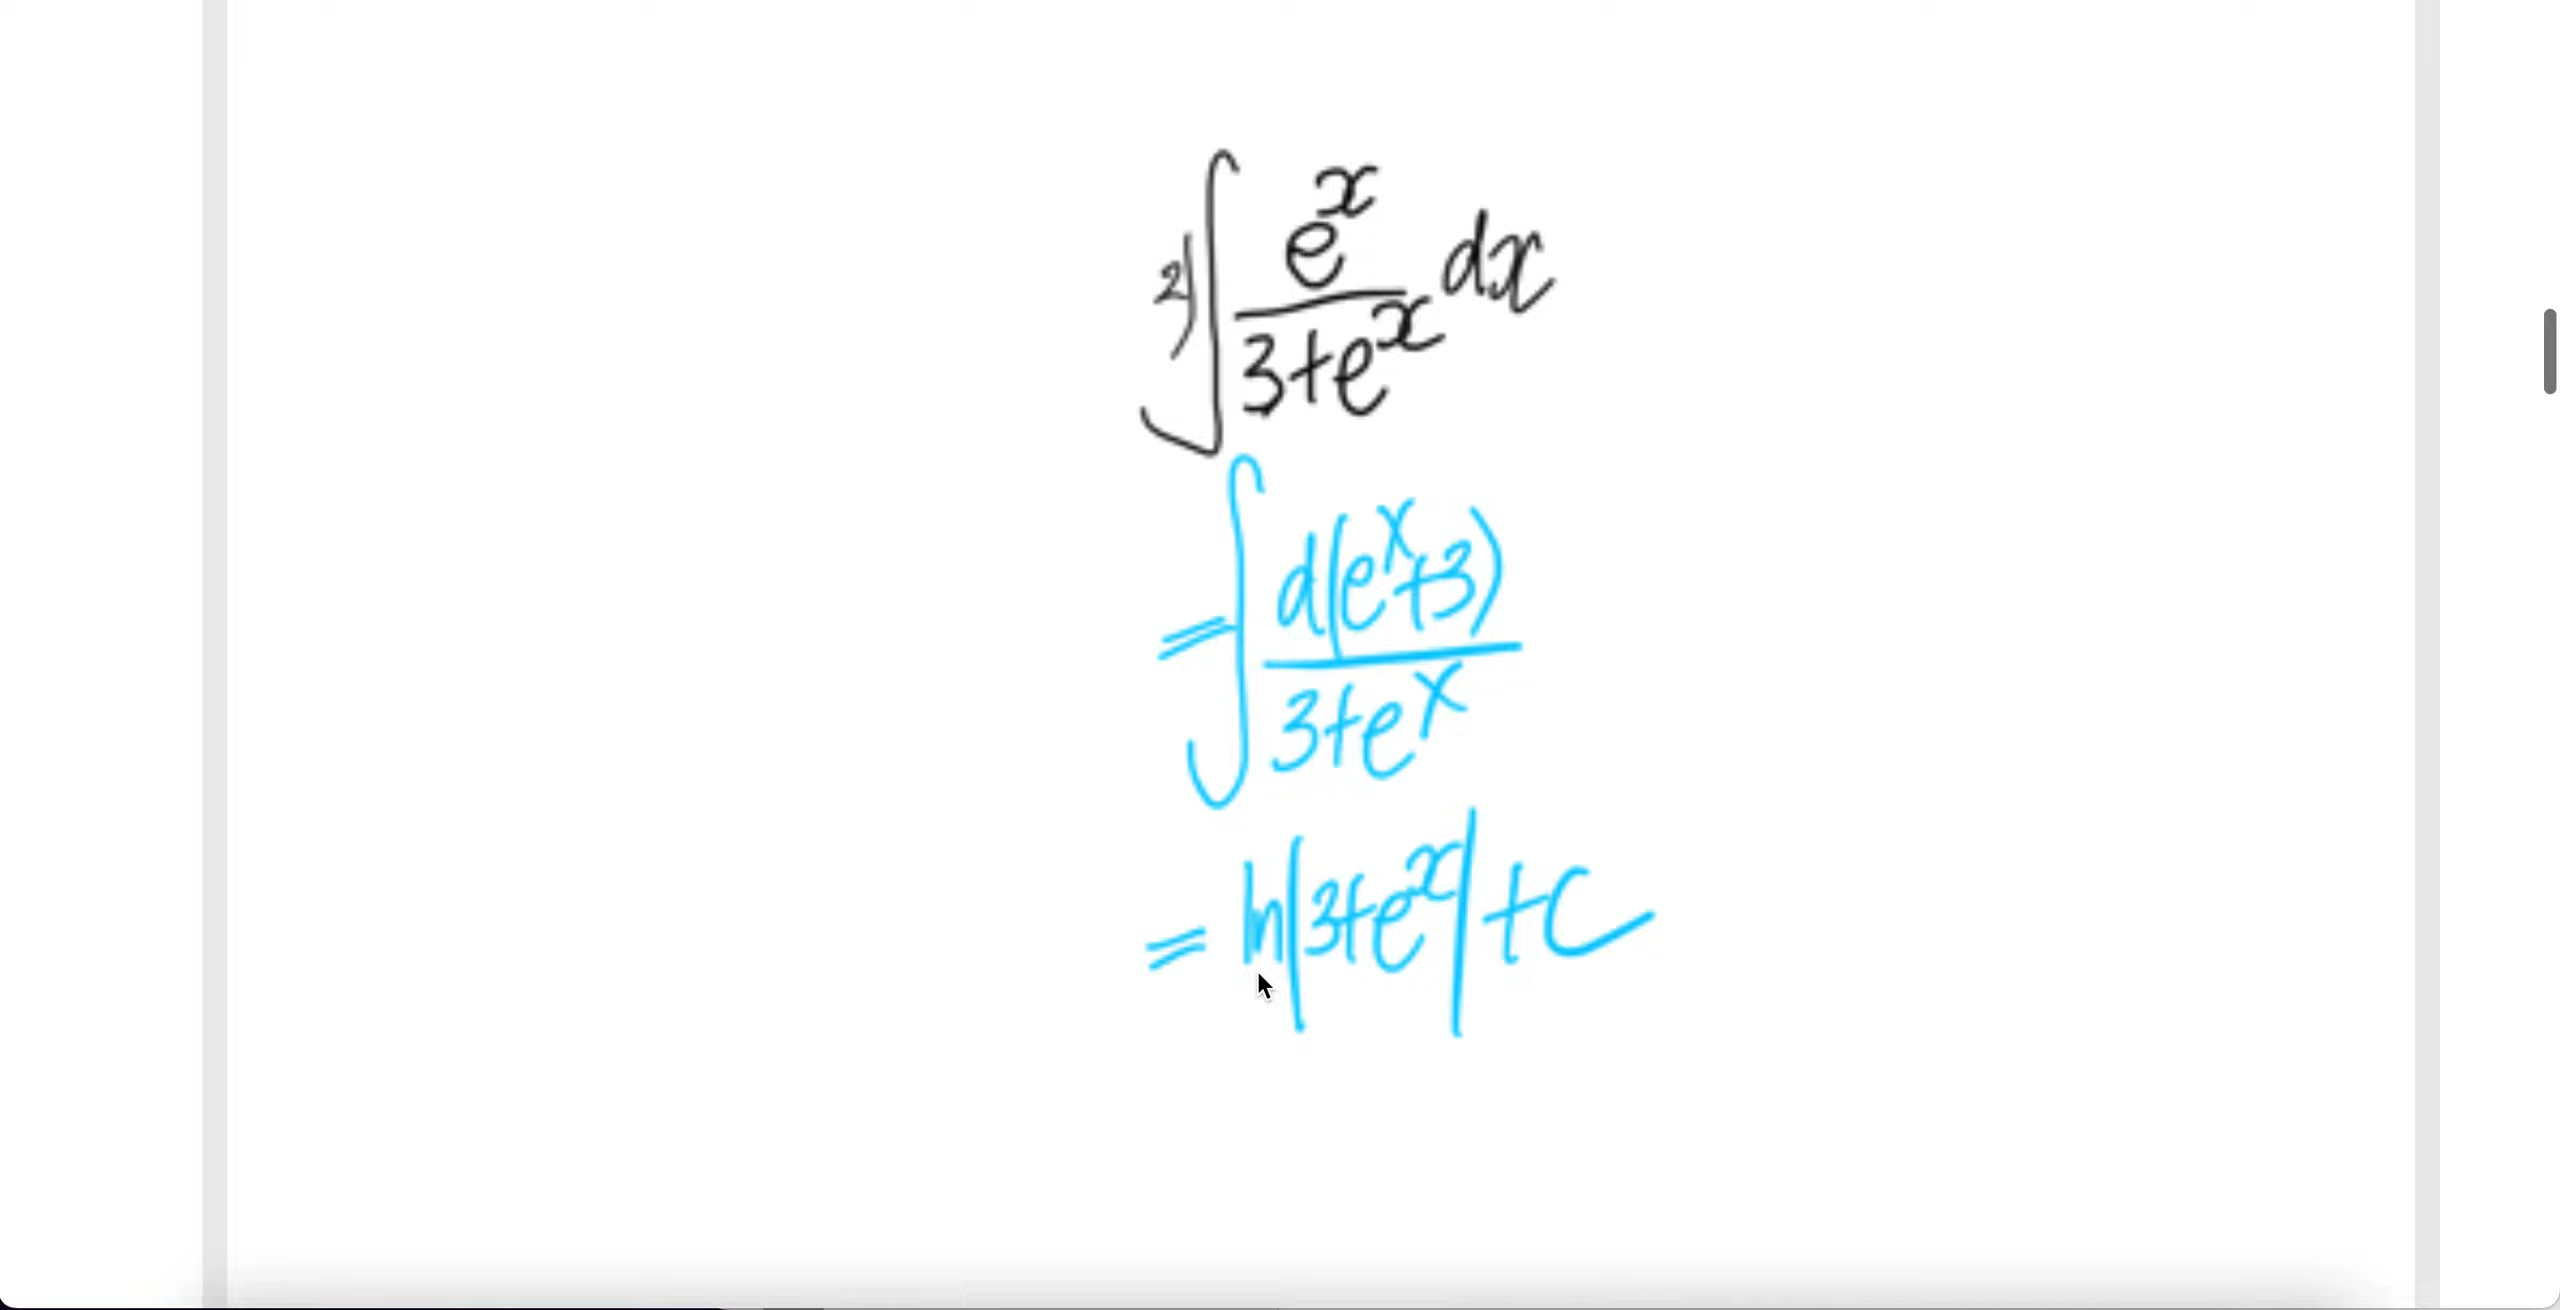 2) ∫ e^x / (3+e^x) dx
= ∫ d(e^x+3) / (3+e^x)
= ln|3+e^x| + C